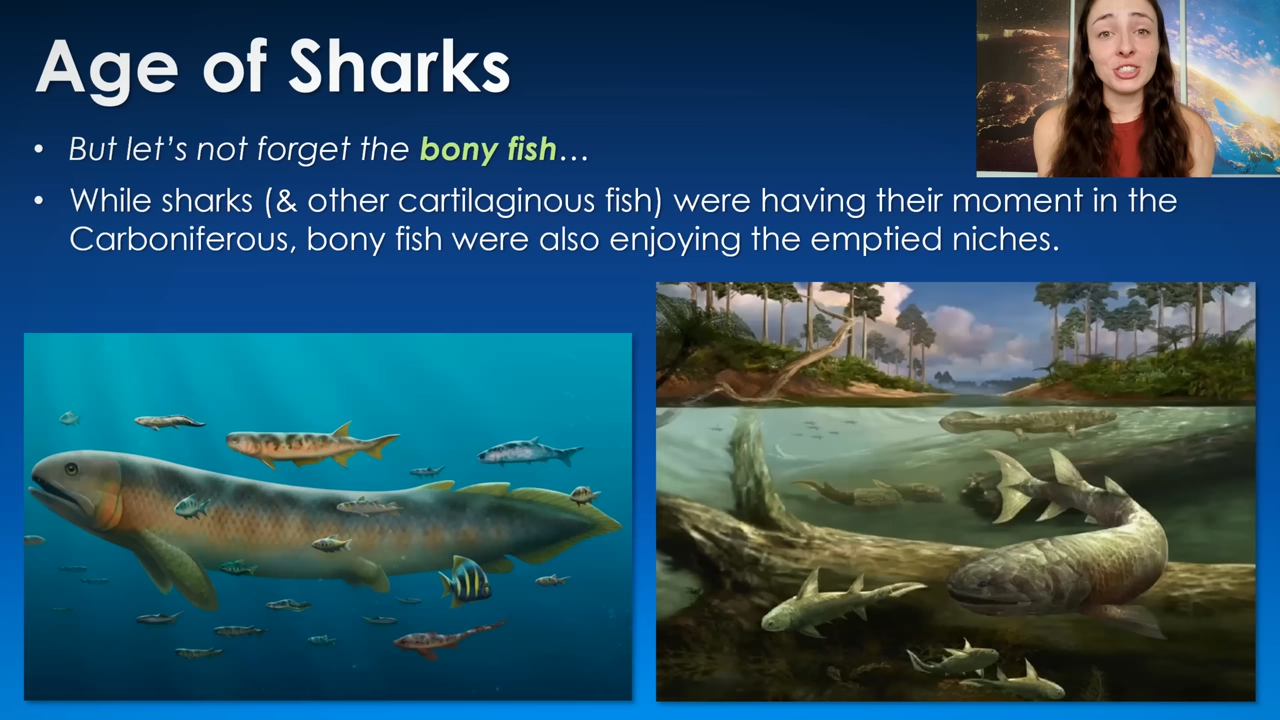 Age of Sharks
• But let’s not forget the bony fish…
• While sharks (& other cartilaginous fish) were having their moment in the
Carboniferous, bony fish were also enjoying the emptied niches.